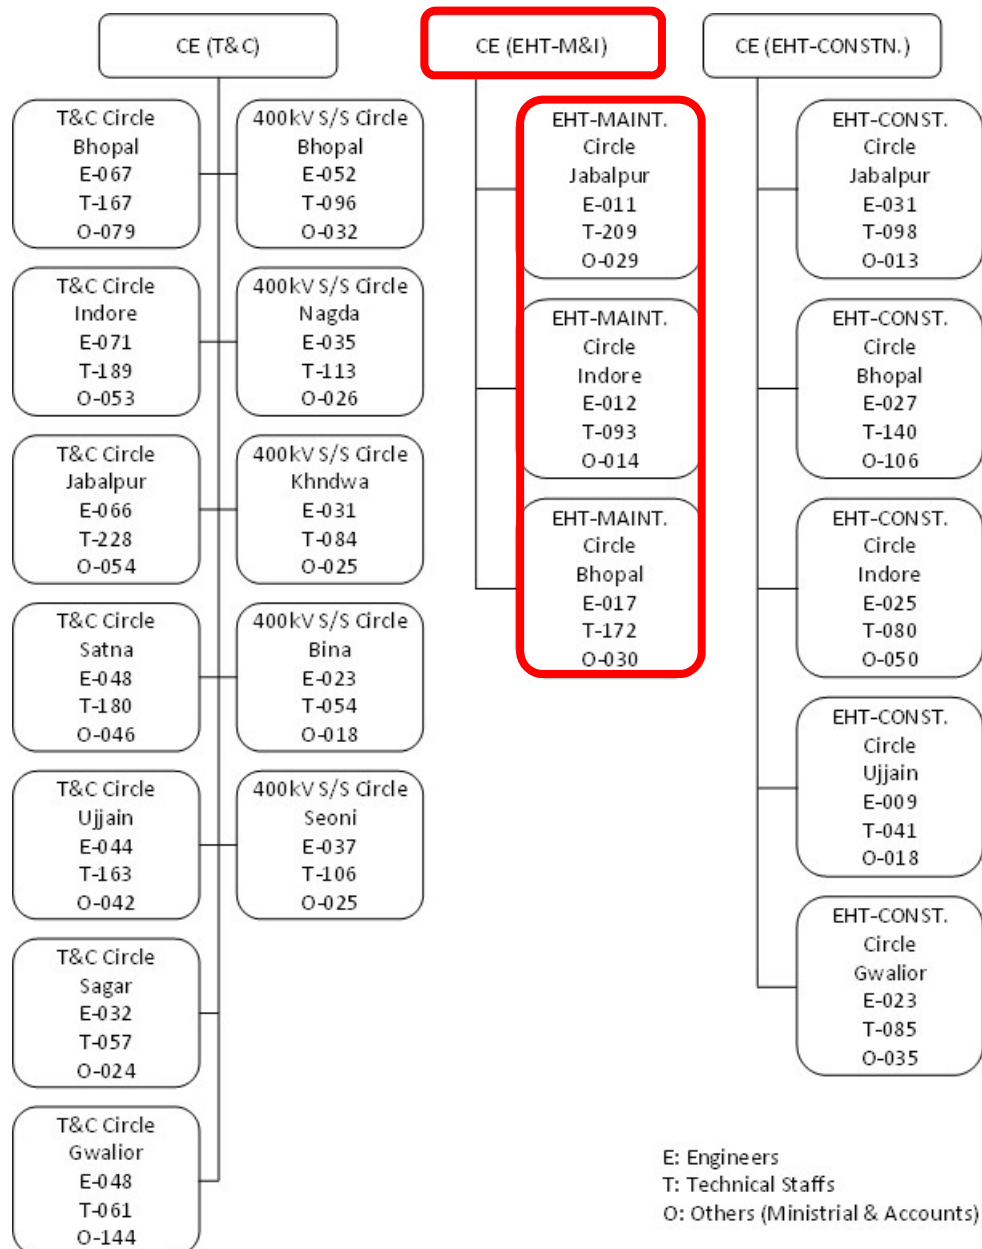 CE (T&C)
T&C Circle
Bhopal
E-067
T-167
O-079
400kV S/S Circle
Bhopal
E-052
T-096
O-032
T&C Circle
Indore
E-071
T-189
O-053
400kV S/S Circle
Nagda
E-035
T-113
O-026
T&C Circle
Jabalpur
E-066
T-228
O-054
400kV S/S Circle
Khndwa
E-031
T-084
O-025
T&C Circle
Satna
E-048
T-180
O-046
400kV S/S Circle
Bina
E-023
T-054
O-018
T&C Circle
Ujjain
E-044
T-163
O-042
400kV S/S Circle
Seoni
E-037
T-106
O-025
T&C Circle
Sagar
E-032
T-057
O-024
T&C Circle
Gwalior
E-048
T-061
O-144
CE (EHT-M&I)
EHT-MAINT.
Circle
Jabalpur
E-011
T-209
O-029
EHT-MAINT.
Circle
Indore
E-012
T-093
O-014
EHT-MAINT.
Circle
Bhopal
E-017
T-172
O-030
CE (EHT-CONSTN.)
EHT-CONST.
Circle
Jabalpur
E-031
T-098
O-013
EHT-CONST.
Circle
Bhopal
E-027
T-140
O-106
EHT-CONST.
Circle
Indore
E-025
T-080
O-050
EHT-CONST.
Circle
Ujjain
E-009
T-041
O-018
EHT-CONST.
Circle
Gwalior
E-023
T-085
O-035
E: Engineers
T: Technical Staffs
O: Others (Ministrial & Accounts)